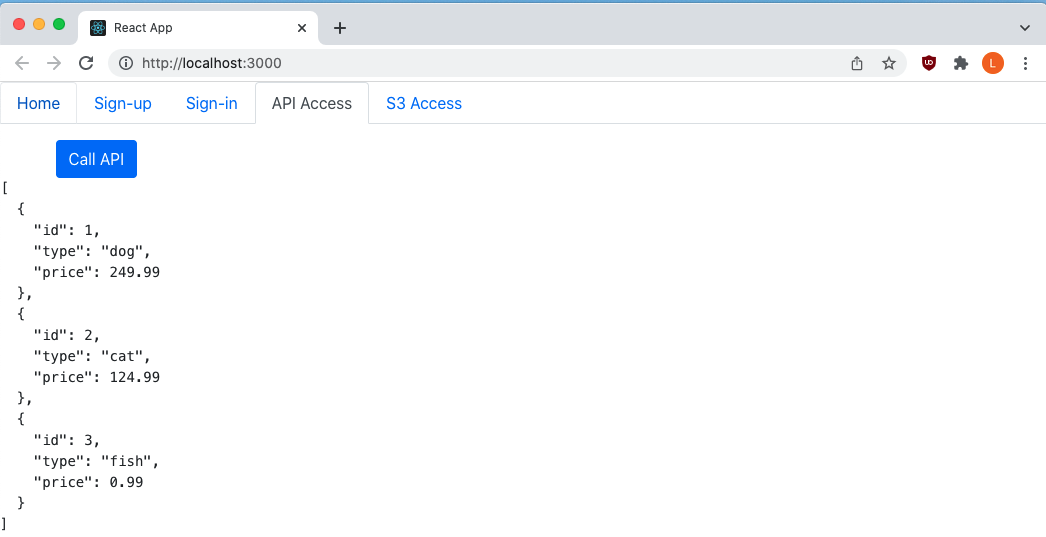 React App
http://localhost:3000
L
Home Sign-up Sign-in API Access S3 Access
Call API
[
  {
    "id": 1,
    "type": "dog",
    "price": 249.99
  },
  {
    "id": 2,
    "type": "cat",
    "price": 124.99
  },
  {
    "id": 3,
    "type": "fish",
    "price": 0.99
  }
]